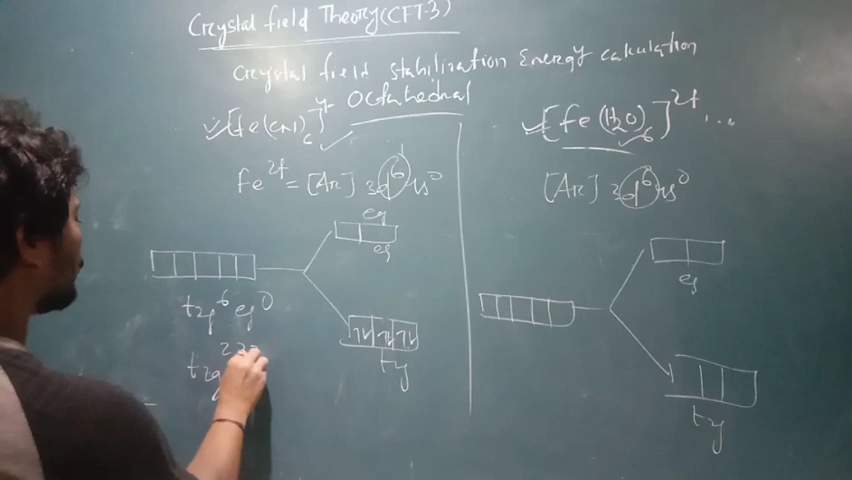 Crystal field Theory (CFT-3)
Crystal field stabilization Energy calculation
Octahedral
[fe(CN)6]4-
Fe2+ = [Ar] 3d6 4s0
eg
eg
t2g6 eg0
t2g
t2g
[fe(H2O)6]2+ ...
[Ar] 3d6 4s0
eg
t2g